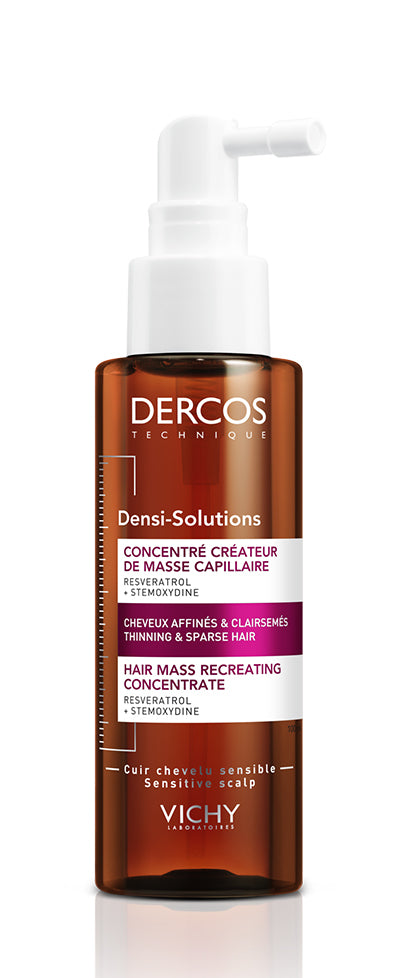 DERCOS
TECHNIQUE
Densi-Solutions
CONCENTRÉ CRÉATEUR
DE MASSE CAPILLAIRE
RESVERATROL
+ STEMOXYDINE
CHEVEUX AFFINÉS & CLAIRSEMÉS
THINNING & SPARSE HAIR
HAIR MASS RECREATING
CONCENTRATE
RESVERATROL
+ STEMOXYDINE
Cuir chevelu sensible
Sensitive scalp
VICHY
LABORATOIRES